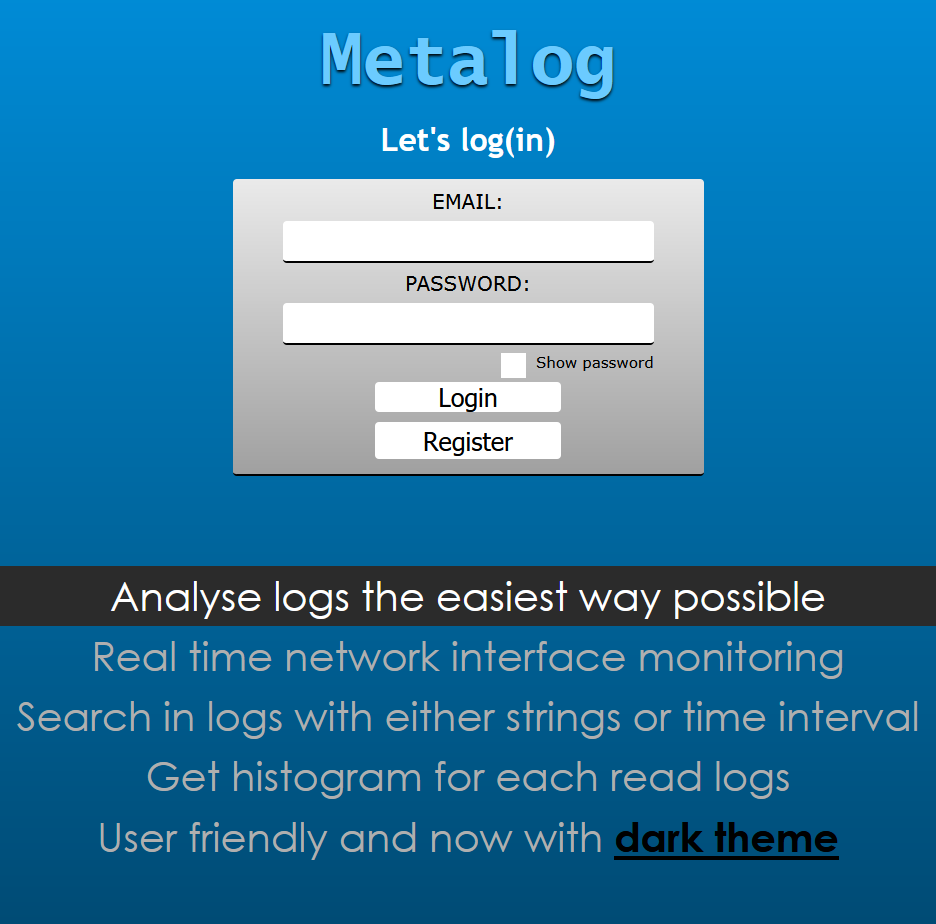 Metalog
Let's log(in)
EMAIL:
PASSWORD:
Show password
Login
Register
Analyse logs the easiest way possible
Real time network interface monitoring
Search in logs with either strings or time interval
Get histogram for each read logs
User friendly and now with dark theme